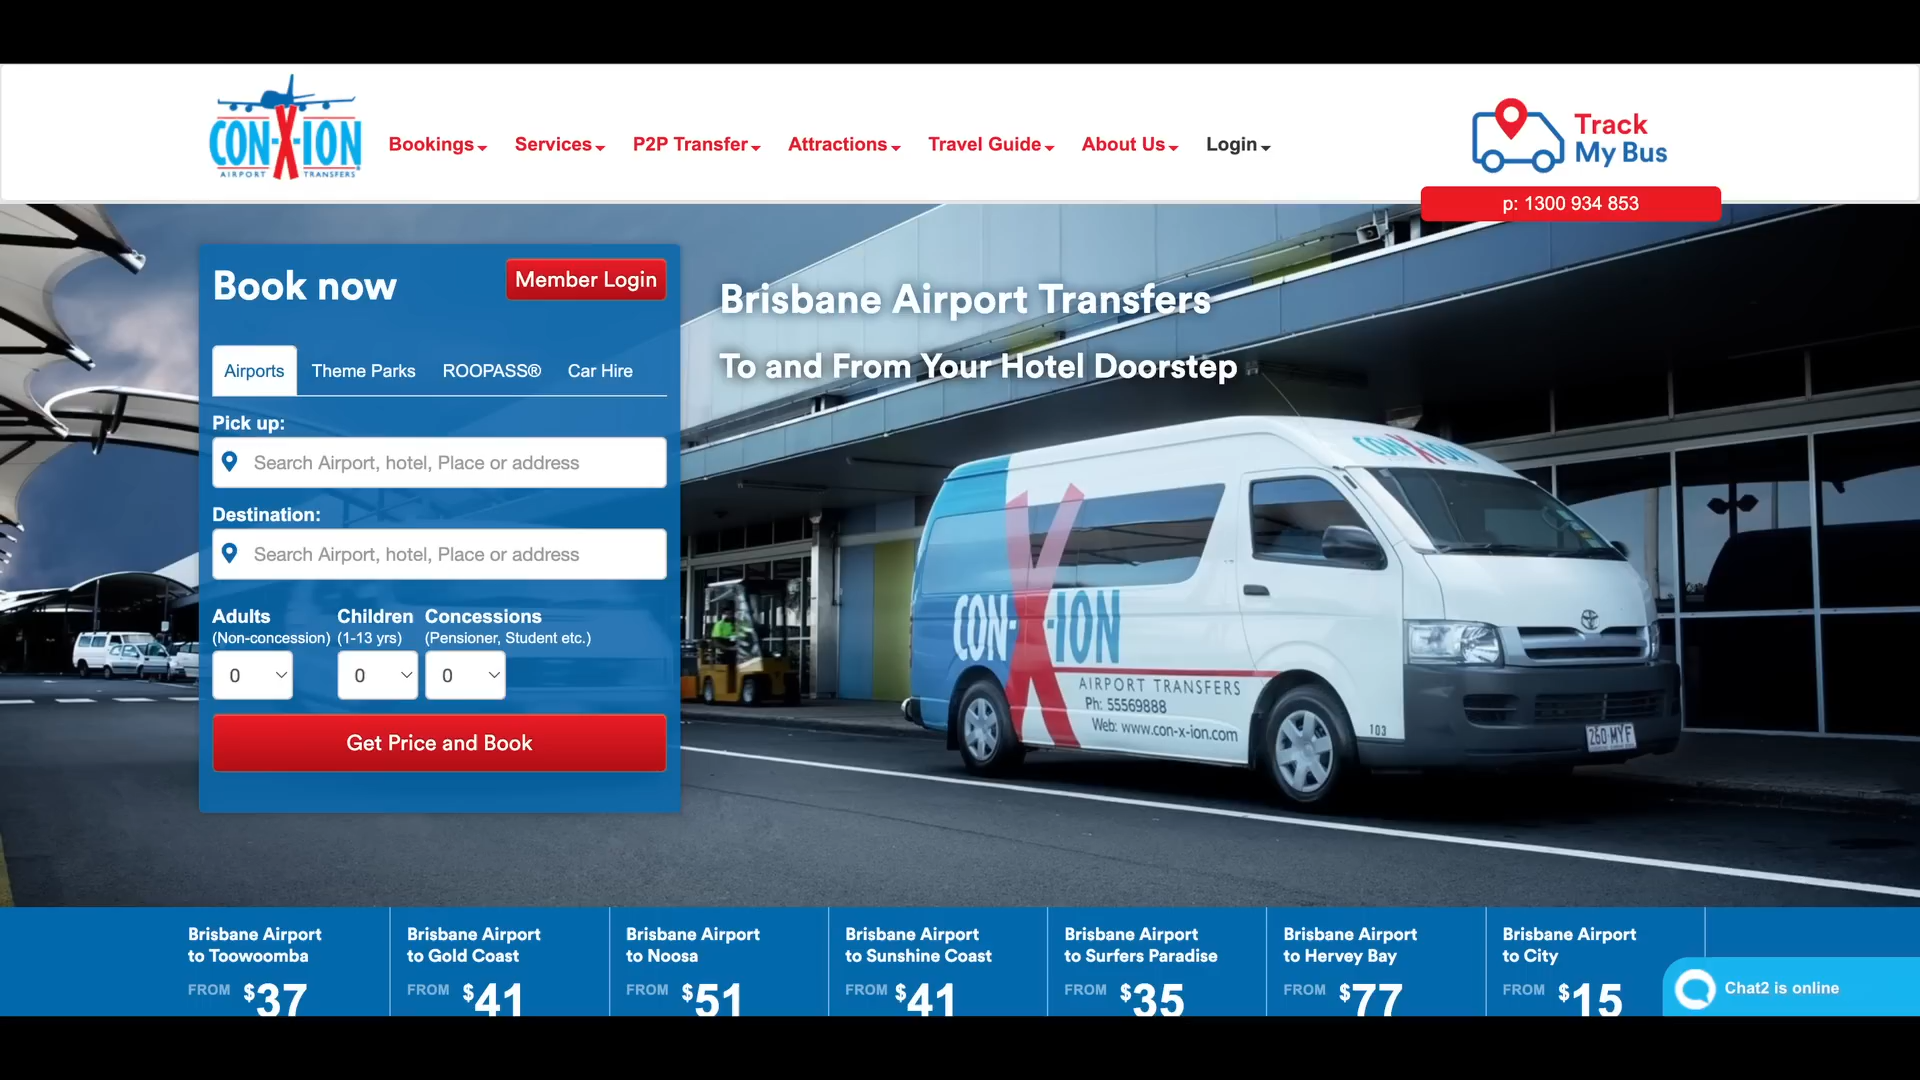 CON-X-ION
AIRPORT TRANSFERS
Bookings
Services
P2P Transfer
Attractions
Travel Guide
About Us
Login
Track
My Bus
p: 1300 934 853
Book now
Member Login
Airports
Theme Parks
ROOPASS®
Car Hire
Pick up:
Search Airport, hotel, Place or address
Destination:
Search Airport, hotel, Place or address
Adults
(Non-concession)
Children
(1-13 yrs)
Concessions
(Pensioner, Student etc.)
0
0
0
Get Price and Book
Brisbane Airport Transfers
To and From Your Hotel Doorstep
CON-X-ION
CON-X-ION
AIRPORT TRANSFERS
Ph: 55569888
Web: www.con-x-ion.com
103
260 MYF
Brisbane Airport
to Toowoomba
FROM $37
Brisbane Airport
to Gold Coast
FROM $41
Brisbane Airport
to Noosa
FROM $51
Brisbane Airport
to Sunshine Coast
FROM $41
Brisbane Airport
to Surfers Paradise
FROM $35
Brisbane Airport
to Hervey Bay
FROM $77
Brisbane Airport
to City
FROM $15
Chat2 is online